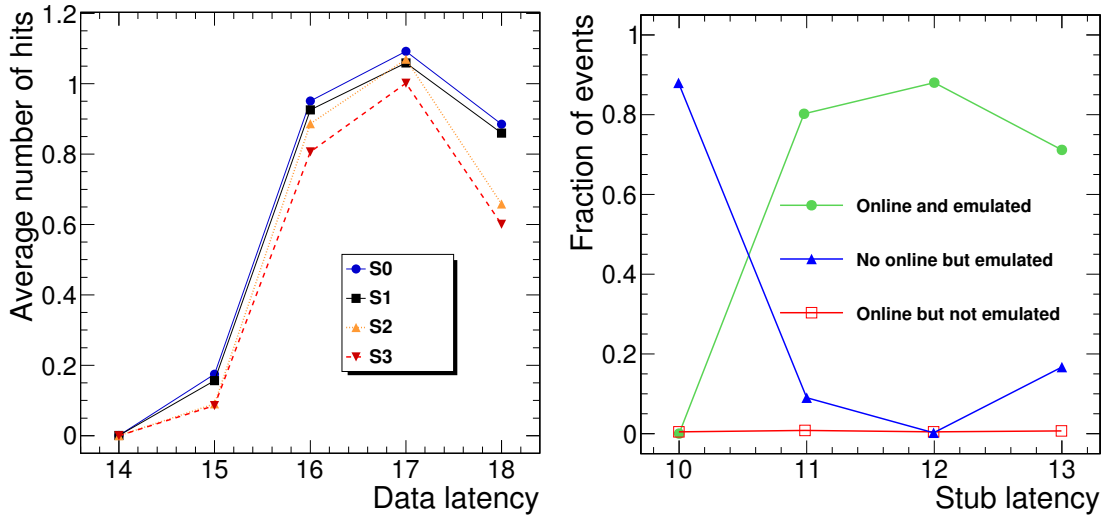 Average number of hits
1.2
1
0.8
0.6
0.4
0.2
0
14 15 16 17 18
Data latency
S0
S1
S2
S3
Fraction of events
1
0.8
0.6
0.4
0.2
0
10 11 12 13
Stub latency
Online and emulated
No online but emulated
Online but not emulated